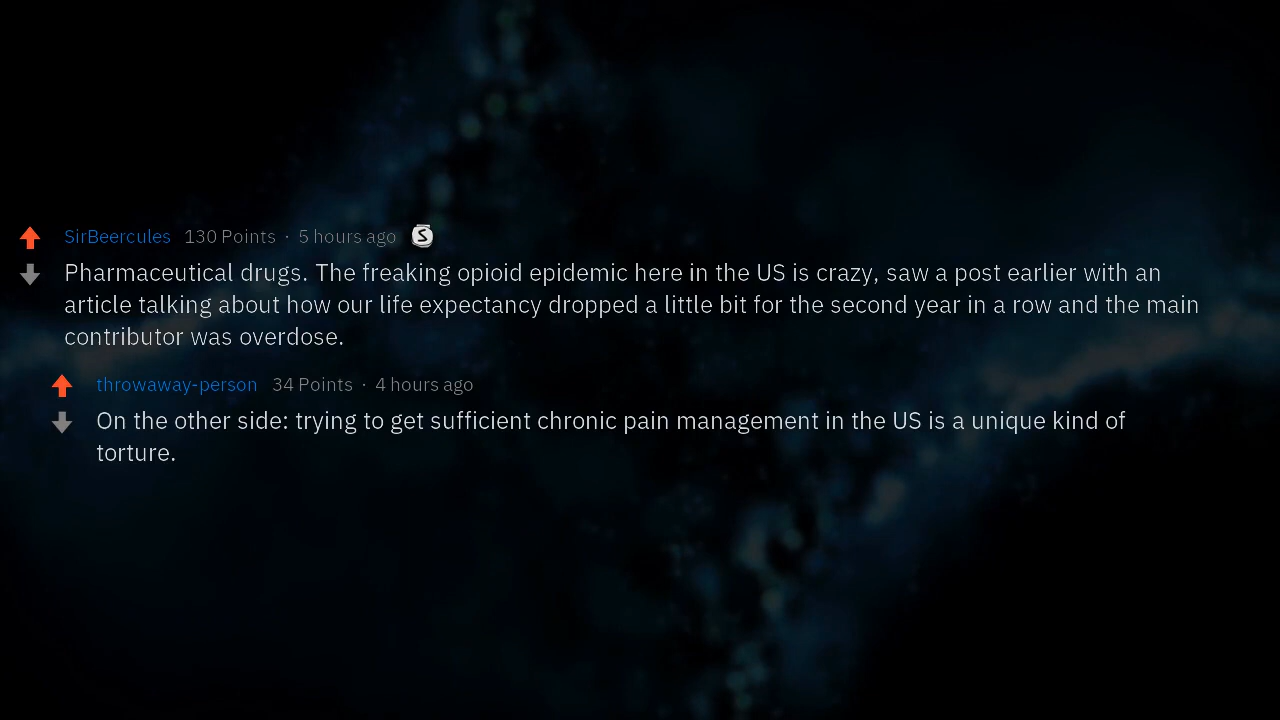 SirBeercules 130 Points · 5 hours ago S
Pharmaceutical drugs. The freaking opioid epidemic here in the US is crazy, saw a post earlier with an
article talking about how our life expectancy dropped a little bit for the second year in a row and the main
contributor was overdose.
throwaway-person 34 Points · 4 hours ago
On the other side: trying to get sufficient chronic pain management in the US is a unique kind of
torture.